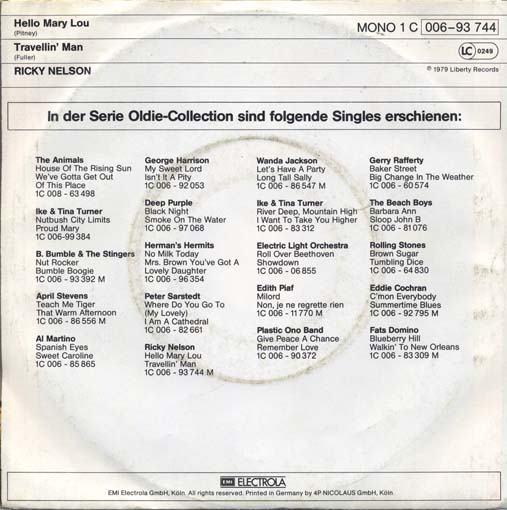 Hello Mary Lou
(Pitney)
MONO 1 C 006-93 744
Travellin' Man
(Fuller)
LC 0249
RICKY NELSON
℗ 1979 Liberty Records
In der Serie Oldie-Collection sind folgende Singles erschienen:
The Animals
House Of The Rising Sun
We've Gotta Get Out
Of This Place
1C 008 - 63 498
Ike & Tina Turner
Nutbush City Limits
Proud Mary
1C 006-99 384
B. Bumble & The Stingers
Nut Rocker
Bumble Boogie
1C 006 - 93 392 M
April Stevens
Teach Me Tiger
That Warm Afternoon
1C 006 - 86 556 M
Al Martino
Spanish Eyes
Sweet Caroline
1C 006 - 85 865
George Harrison
My Sweet Lord
Isn't It A Pity
1C 006 - 92 053
Deep Purple
Black Night
Smoke On The Water
1C 006 - 97 068
Herman's Hermits
No Milk Today
Mrs. Brown You've Got A
Lovely Daughter
1C 006 - 96 354
Peter Sarstedt
Where Do You Go To
(My Lovely)
I Am A Cathedral
1C 006 - 82 661
Ricky Nelson
Hello Mary Lou
Travellin' Man
1C 006 - 93 744 M
Wanda Jackson
Let's Have A Party
Long Tall Sally
1C 006 - 86 547 M
Ike & Tina Turner
River Deep, Mountain High
I Want To Take You Higher
1C 006 - 83 312
Electric Light Orchestra
Roll Over Beethoven
Showdown
1C 006 - 06 855
Edith Piaf
Milord
Non, je ne regrette rien
1C 006 - 11 770 M
Plastic Ono Band
Give Peace A Chance
Remember Love
1C 006 - 90 372
Gerry Rafferty
Baker Street
Big Change In The Weather
1C 006 - 60 574
The Beach Boys
Barbara Ann
Sloop John B
1C 006 - 81 076
Rolling Stones
Brown Sugar
Tumbling Dice
1C 006 - 64 830
Eddie Cochran
C'mon Everybody
Summertime Blues
1C 006 - 92 795 M
Fats Domino
Blueberry Hill
Walkin' To New Orleans
1C 006 - 83 309 M
EMI ELECTROLA
EMI Electrola GmbH, Köln. All rights reserved. Printed in Germany by 4P NICOLAUS GmbH, Köln.